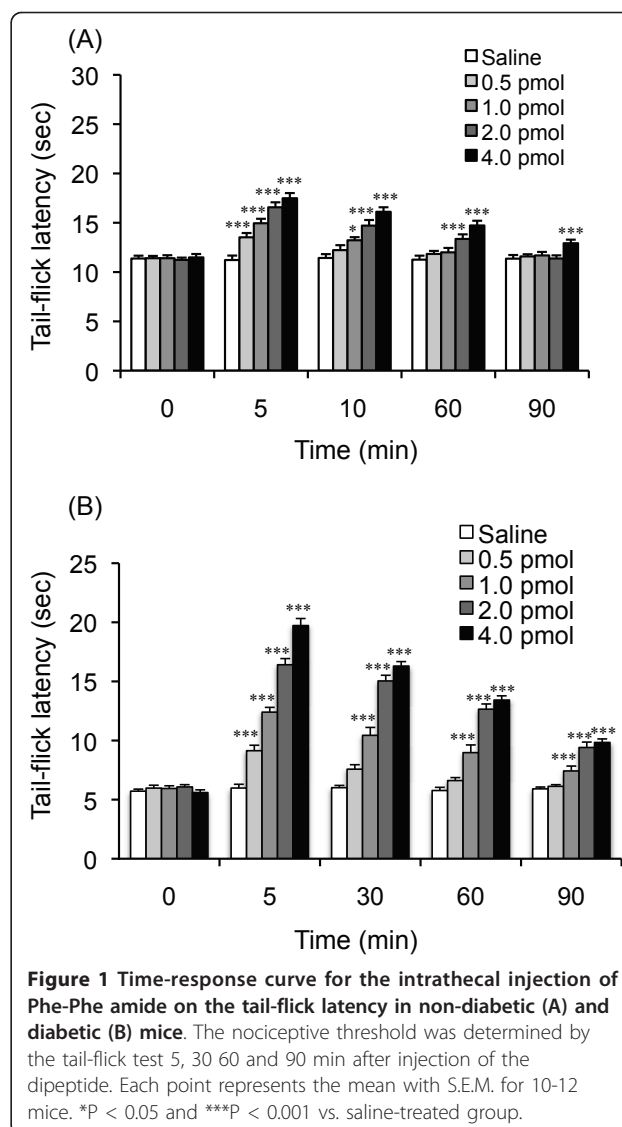 (A)
Saline
0.5 pmol
1.0 pmol
2.0 pmol
4.0 pmol
Tail-flick latency (sec)
30
25
20
15
10
5
0
*** *** *** ***
* *** ***
*** ***
***
0 5 10 60 90
Time (min)
(B)
Saline
0.5 pmol
1.0 pmol
2.0 pmol
4.0 pmol
Tail-flick latency (sec)
25
20
15
10
5
0
*** *** *** ***
*** *** ***
*** *** ***
*** *** ***
0 5 30 60 90
Time (min)
Figure 1 Time-response curve for the intrathecal injection of
Phe-Phe amide on the tail-flick latency in non-diabetic (A) and
diabetic (B) mice. The nociceptive threshold was determined by
the tail-flick test 5, 30 60 and 90 min after injection of the
dipeptide. Each point represents the mean with S.E.M. for 10-12
mice. *P < 0.05 and ***P < 0.001 vs. saline-treated group.